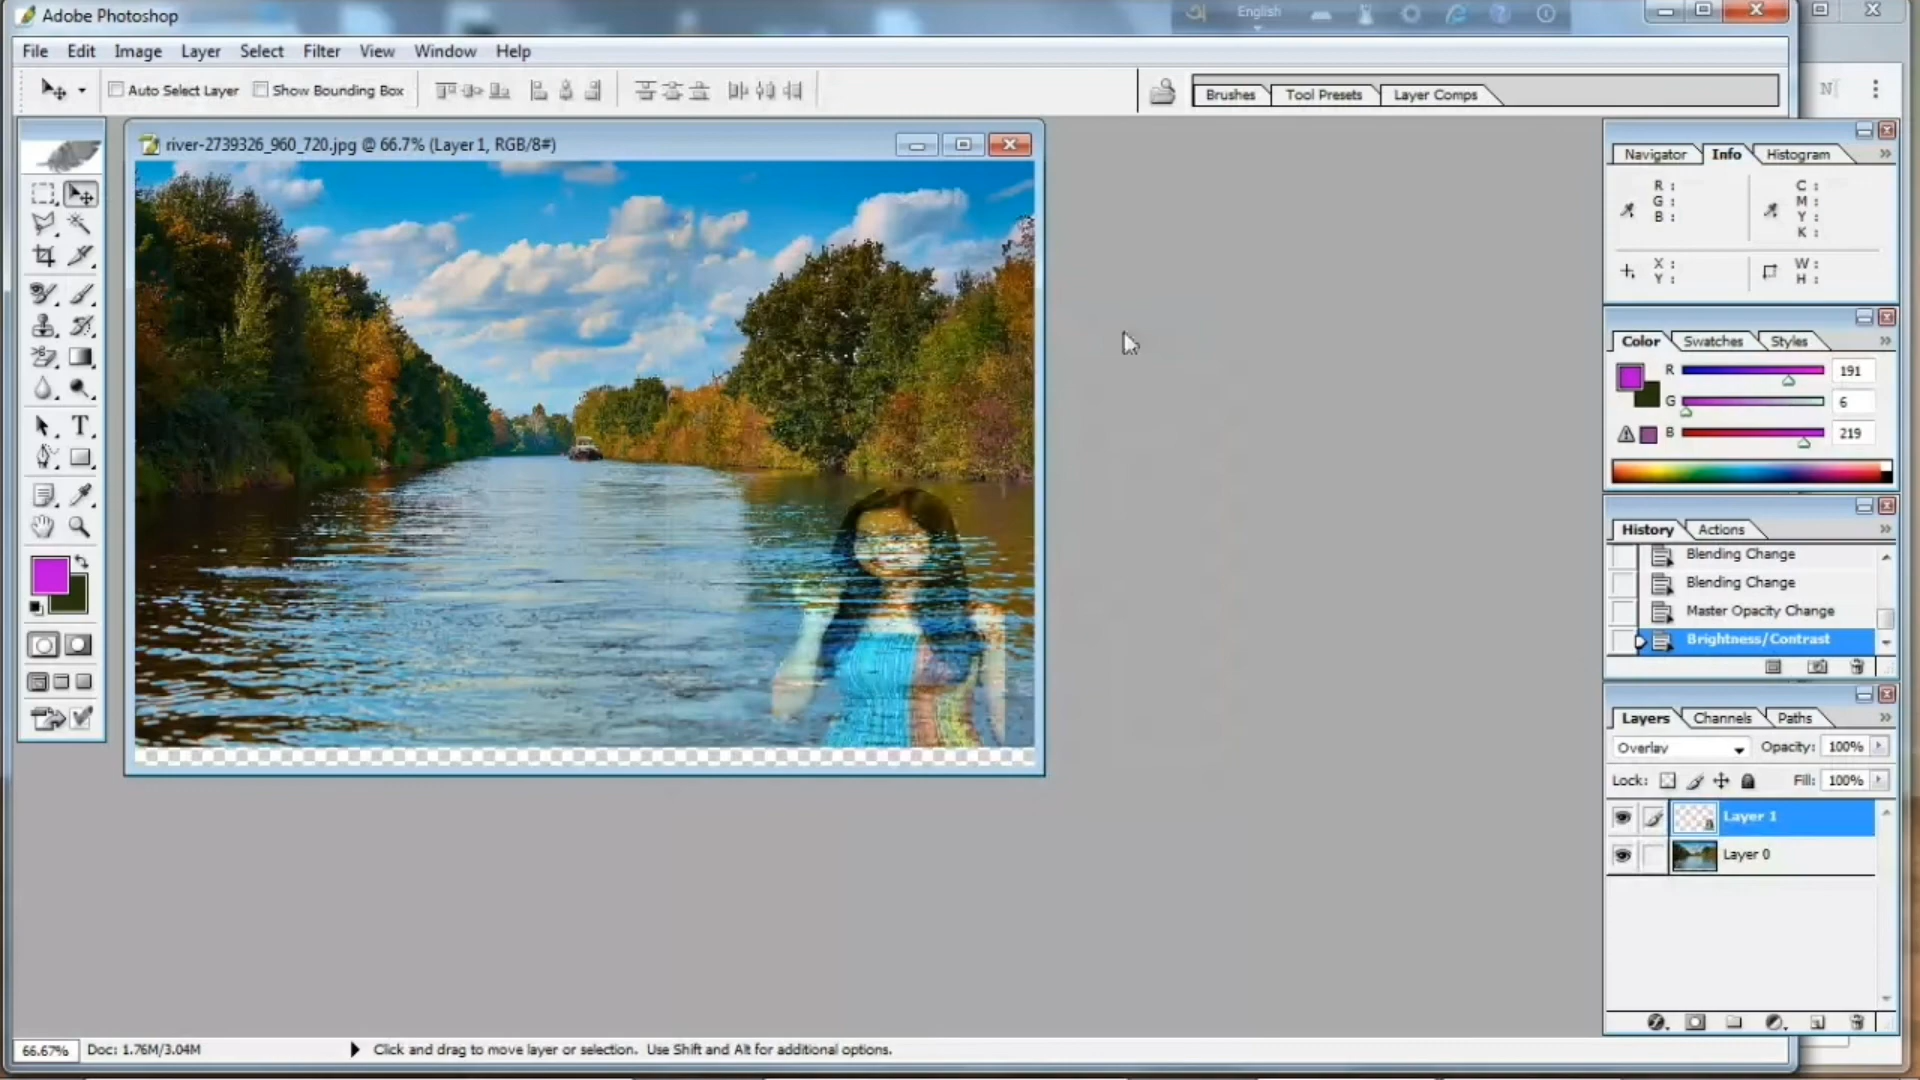 Adobe Photoshop
English
File Edit Image Layer Select Filter View Window Help
Auto Select Layer Show Bounding Box
Brushes Tool Presets Layer Comps
river-2739326_960_720.jpg @ 66.7% (Layer 1, RGB/8#)
Navigator Info Histogram
R : C :
G : M :
B : Y :
K :
X : W :
Y : H :
Color Swatches Styles
R 191
G 6
B 219
History Actions
Blending Change
Blending Change
Master Opacity Change
Brightness/Contrast
Layers Channels Paths
Overlay Opacity: 100%
Lock: Fill: 100%
Layer 1
Layer 0
66.67% Doc: 1.76M/3.04M Click and drag to move layer or selection. Use Shift and Alt for additional options.